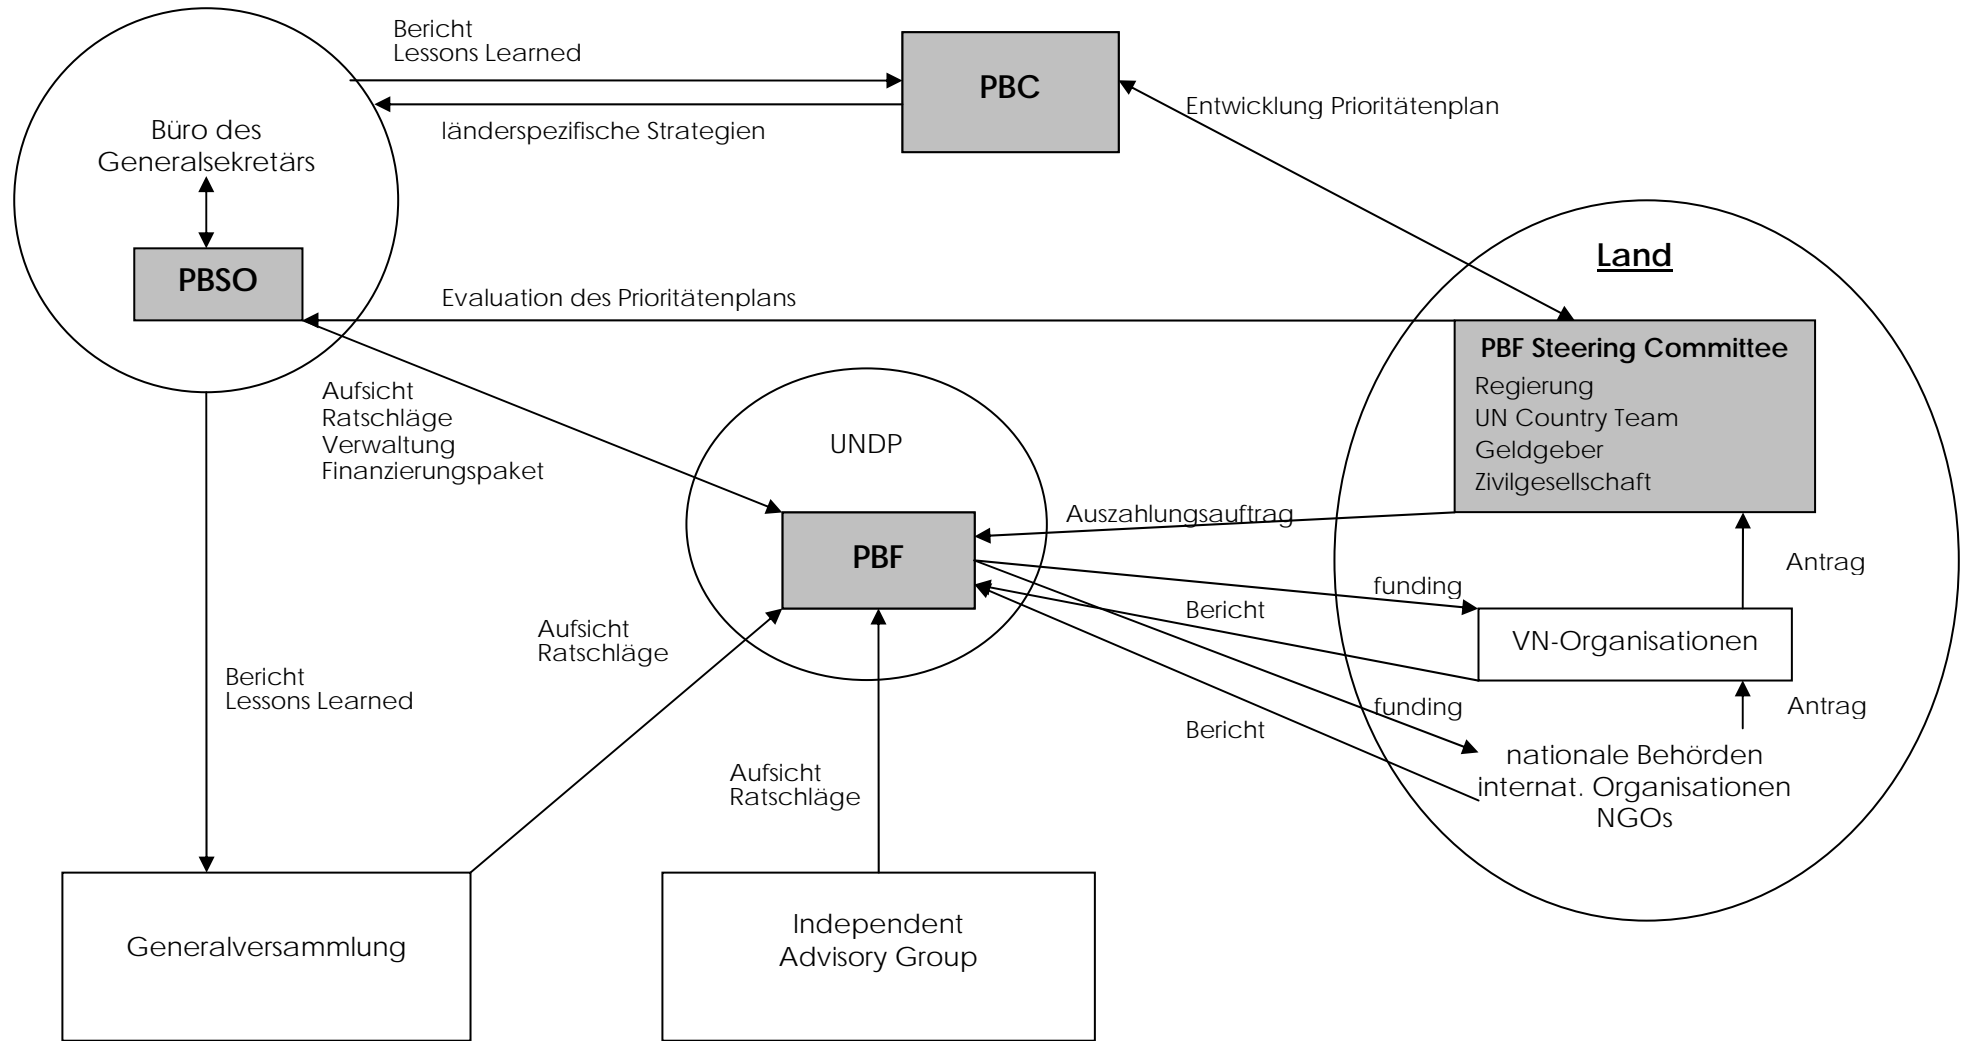 Bericht
Lessons Learned
PBC
Entwicklung Prioritätenplan
länderspezifische Strategien
Büro des
Generalsekretärs
PBSO
Evaluation des Prioritätenplans
Land
PBF Steering Committee
Regierung
UN Country Team
Geldgeber
Zivilgesellschaft
Aufsicht
Ratschläge
Verwaltung
Finanzierungspaket
UNDP
Auszahlungsauftrag
PBF
Antrag
funding
Bericht
VN-Organisationen
Aufsicht
Ratschläge
Bericht
Lessons Learned
funding
Antrag
Bericht
nationale Behörden
internat. Organisationen
NGOs
Aufsicht
Ratschläge
Generalversammlung
Independent
Advisory Group